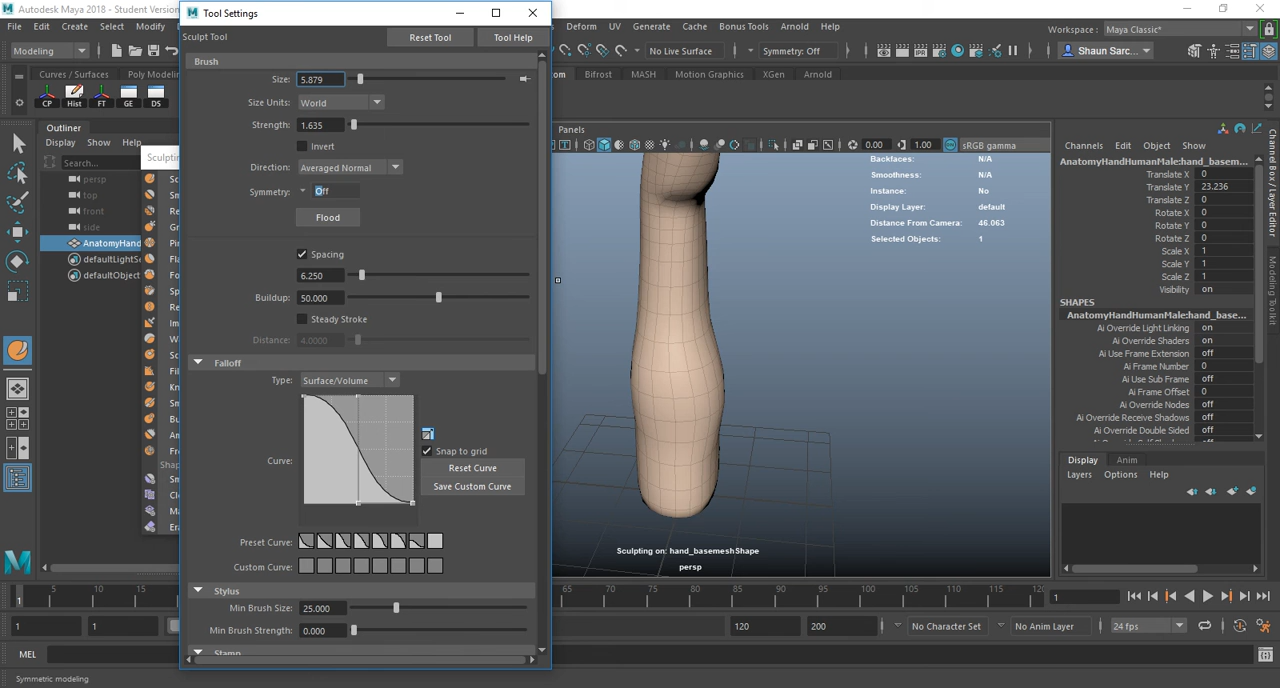 Autodesk Maya 2018 - Student Version
File Edit Create Select Modify
Deform UV Generate Cache Bonus Tools Arnold Help
Workspace: Maya Classic*
Modeling
No Live Surface
Symmetry: Off
Shaun Sarc...
Curves / Surfaces Poly Modeling
Bifrost MASH Motion Graphics XGen Arnold
CP Hist FT GE DS
Outliner
Display Show Help
Search...
persp
top
front
side
AnatomyHand
defaultLightSe
defaultObject
Tool Settings
Sculpt Tool
Reset Tool
Tool Help
Brush
Size: 5.879
Size Units: World
Strength: 1.635
Invert
Direction: Averaged Normal
Symmetry: Off
Flood
Spacing
6.250
Buildup: 50.000
Steady Stroke
Distance: 4.0000
Falloff
Type: Surface/Volume
Curve:
Snap to grid
Reset Curve
Save Custom Curve
Preset Curve:
Custom Curve:
Stylus
Min Brush Size: 25.000
Min Brush Strength: 0.000
Stamp
Panels
0.00 1.00 sRGB gamma
Backfaces: N/A
Smoothness: N/A
Instance: No
Display Layer: default
Distance From Camera: 46.063
Selected Objects: 1
Sculpting on: hand_basemeshShape
persp
Channels Edit Object Show
AnatomyHandHumanMale:hand_basem...
Translate X 0
Translate Y 23.236
Translate Z 0
Rotate X 0
Rotate Y 0
Rotate Z 0
Scale X 1
Scale Y 1
Scale Z 1
Visibility on
SHAPES
AnatomyHandHumanMale:hand_base...
Ai Override Light Linking on
Ai Override Shaders on
Ai Use Frame Extension off
Ai Frame Number 0
Ai Use Sub Frame off
Ai Frame Offset 0
Ai Override Nodes off
Ai Override Receive Shadows off
Ai Override Double Sided off
Display Anim
Layers Options Help
Channel Box / Layer Editor
Modeling Toolkit
1 5 10 15
65 70 75 80 85 90 95 100 105 110 115 120
1
1 1
120 200
No Character Set
No Anim Layer
24 fps
MEL
Symmetric modeling